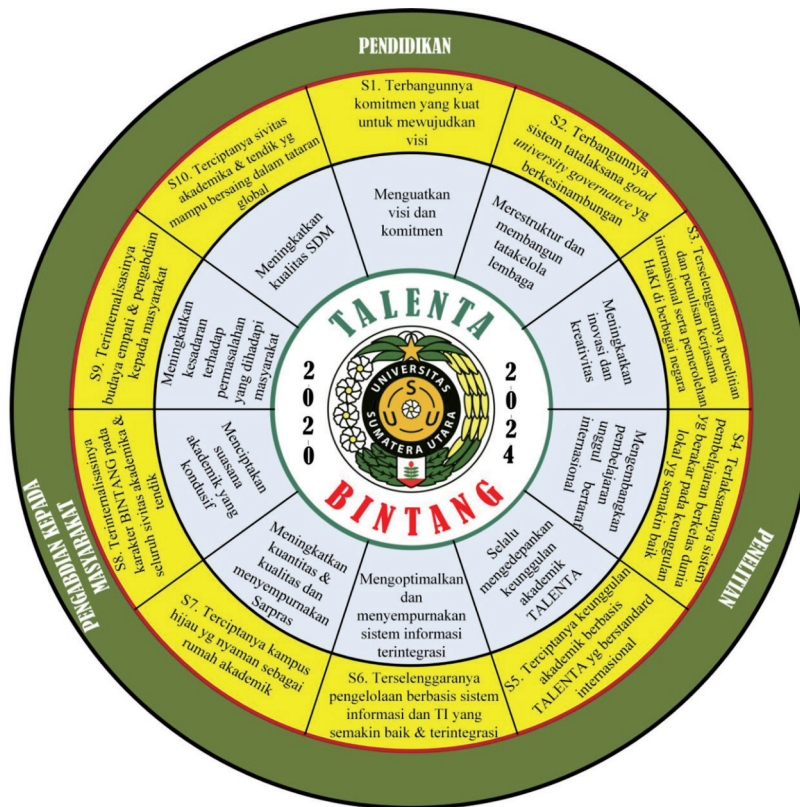 PENDIDIKAN
S1. Terbangunnya
komitmen yang kuat
untuk mewujudkan
visi
S2. Terbangunnya
sistem tatalaksana good
university governance yg
berkesinambungan
S3. Terselenggaranya penelitian
dan penulisan kerjasama
internasional serta pemerolehan
HaKI di berbagai negara
S4. Terlaksananya sistem
pembelajaran berkelas dunia
yg berakar pada keunggulan
lokal yg semakin baik
S5. Terciptanya keunggulan
akademik berbasis
TALENTA yg berstandard
internasional
S6. Terselenggaranya
pengelolaan berbasis sistem
informasi dan TI yang
semakin baik & terintegrasi
S7. Terciptanya kampus
hijau yg nyaman sebagai
rumah akademik
S8. Terinternalisasinya
karakter BINTANG pada
seluruh sivitas akademika &
tendik
S9. Terinternalisasinya
budaya empati & pengabdian
kepada masyarakat
S10. Terciptanya sivitas
akademika & tendik yg
mampu bersaing dalam tataran
global
Menguatkan
visi dan
komitmen
Merestruktur dan
membangun
tatakelola
lembaga
Meningkatkan
inovasi dan
kreativitas
Mengembangkan
pembelajaran
unggul bertaraf
internasional
Selalu
mengedepankan
keunggulan
akademik
TALENTA
Mengoptimalkan
dan
menyempurnakan
sistem informasi
terintegrasi
Meningkatkan
kuantitas &
kualitas dan
menyempurnakan
Sarpras
Menciptakan
suasana
akademik yang
kondusif
Meningkatkan
kesadaran
terhadap
permasalahan
yang dihadapi
masyarakat
Meningkatkan
kualitas SDM
TALENTA
2020
2024
UNIVERSITAS
SUMATERA UTARA
U S U
BINTANG
PENELITIAN
PENGABDIAN KEPADA
MASYARAKAT